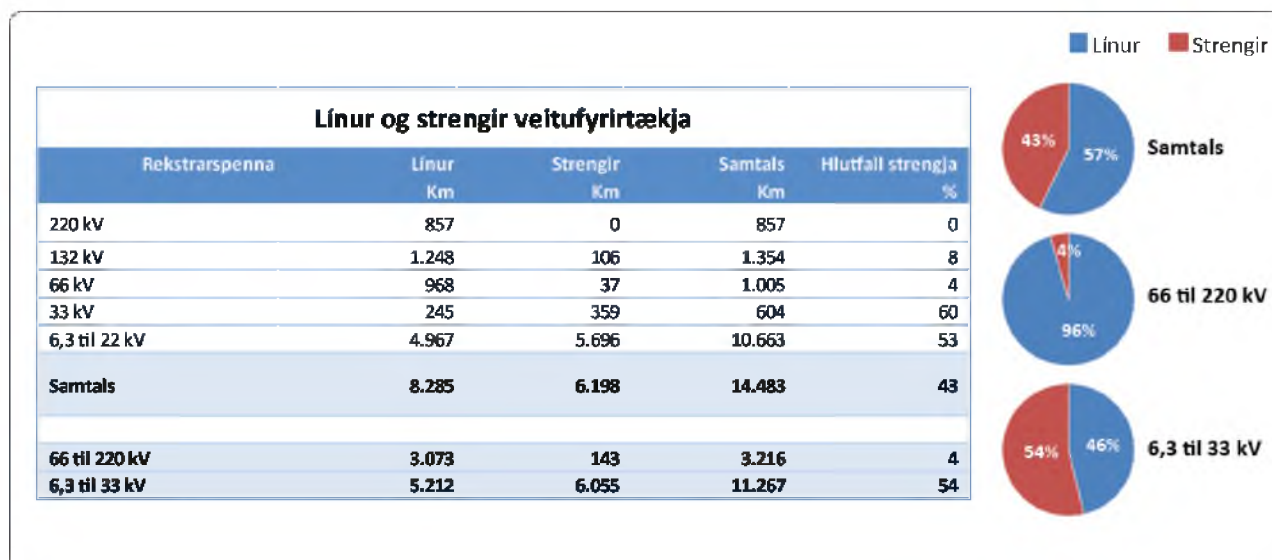 Línur Strengir
Línur og strengir veitufyrirtækja
Rekstrarspenna Línur Strengir Samtals Hlutfall strengja
Km Km Km %
220 kV 857 0 857 0
132 kV 1.248 106 1.354 8
66 kV 968 37 1.005 4
33 kV 245 359 604 60
6,3 til 22 kV 4.967 5.696 10.663 53
Samtals 8.285 6.198 14.483 43
66 til 220 kV 3.073 143 3.216 4
6,3 til 33 kV 5.212 6.055 11.267 54
43% 57% Samtals
4%
66 til 220 kV
96%
54% 46% 6,3 til 33 kV